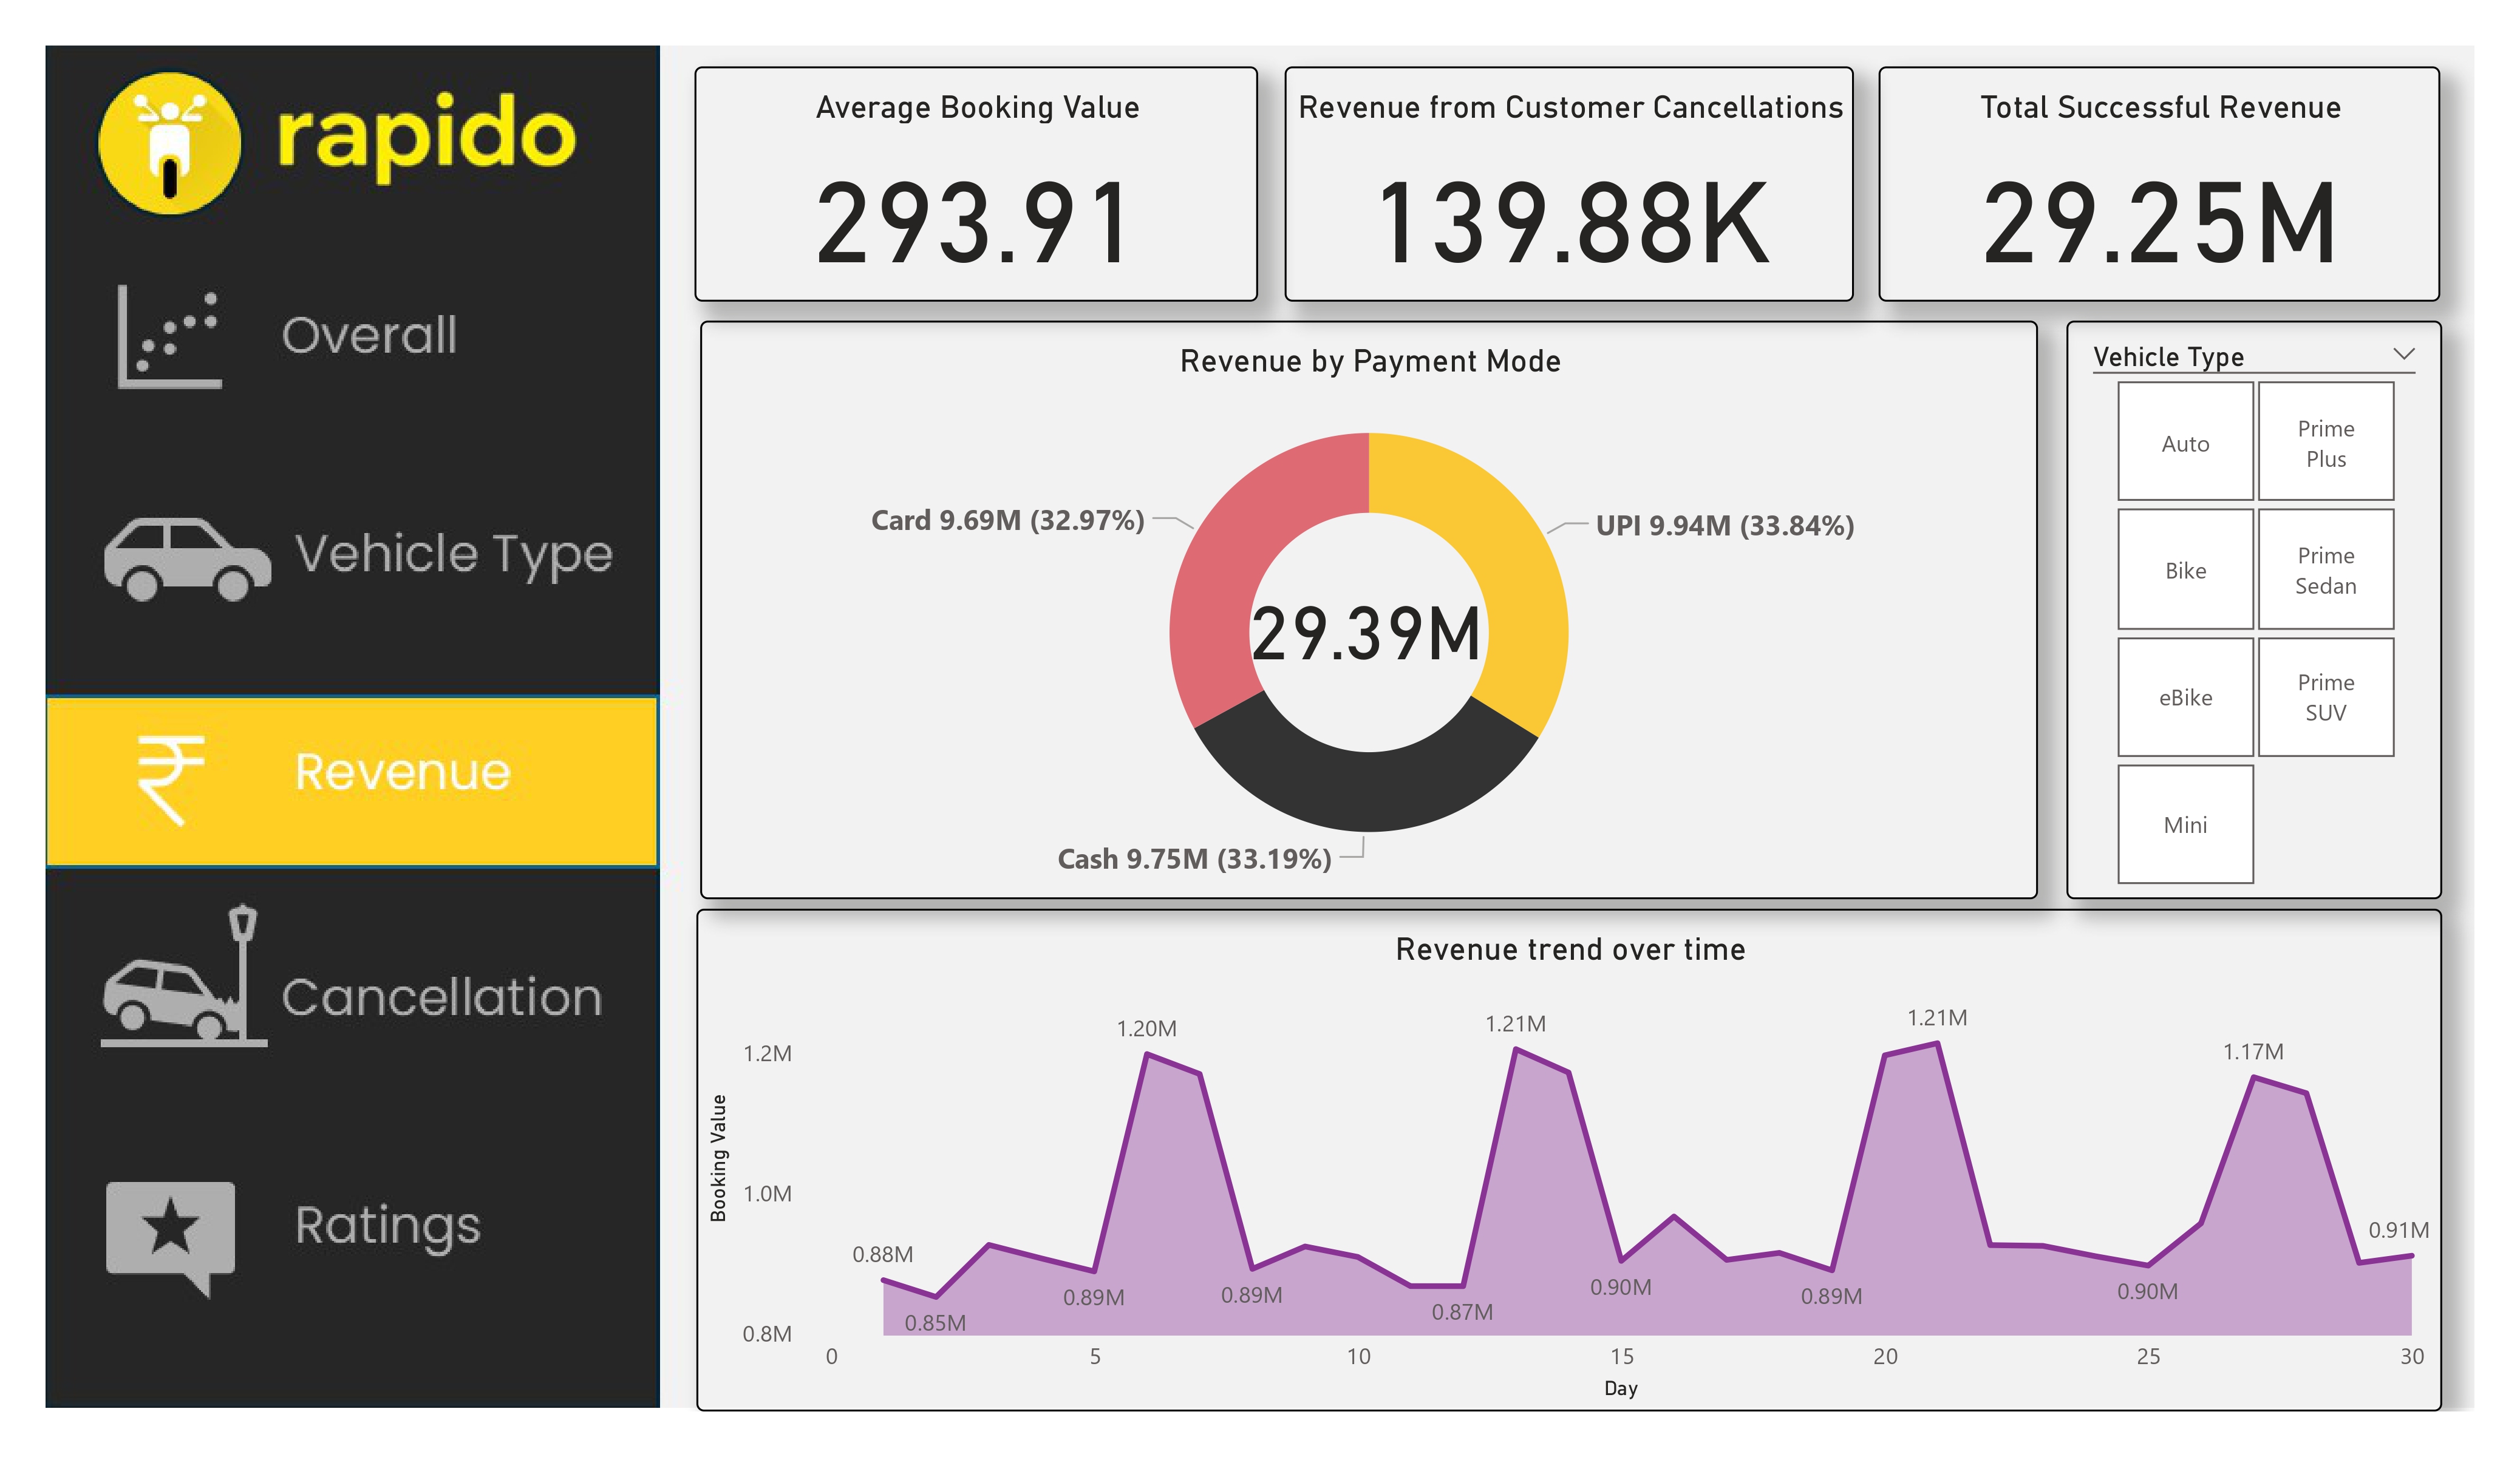 rapido
Overall
Vehicle Type
Revenue
Cancellation
Ratings
Average Booking Value
293.91
Revenue from Customer Cancellations
139.88K
Total Successful Revenue
29.25M
Revenue by Payment Mode
Card 9.69M (32.97%)
UPI 9.94M (33.84%)
29.39M
Cash 9.75M (33.19%)
Vehicle Type
Auto
Prime
Plus
Bike
Prime
Sedan
eBike
Prime
SUV
Mini
Revenue trend over time
Booking Value
1.2M
1.0M
0.8M
0.88M
0.85M
0.89M
1.20M
0.89M
0.87M
1.21M
0.90M
0.89M
1.21M
0.90M
1.17M
0.91M
0
5
10
15
20
25
30
Day